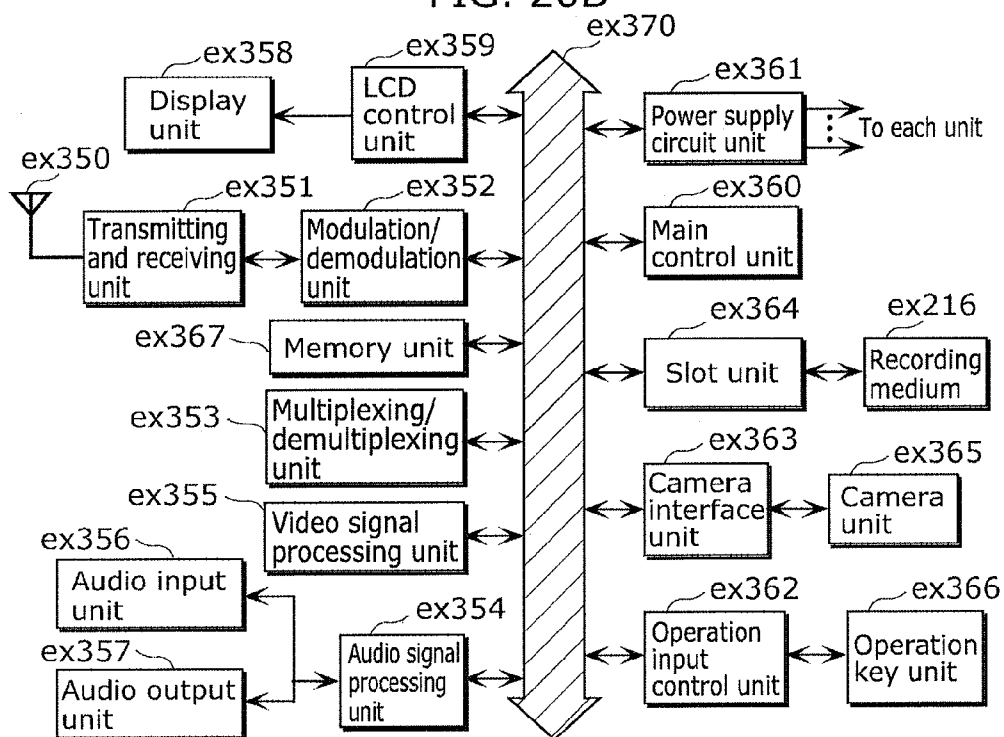 FIG. 26B
ex370
ex358
Display
unit
ex359
LCD
control
unit
ex361
Power supply
circuit unit
To each unit
ex350
ex351
Transmitting
and receiving
unit
ex352
Modulation/
demodulation
unit
ex360
Main
control unit
ex367
Memory unit
ex364
Slot unit
ex216
Recording
medium
ex353
Multiplexing/
demultiplexing
unit
ex363
Camera
interface
unit
ex365
Camera
unit
ex355
Video signal
processing unit
ex356
Audio input
unit
ex357
Audio output
unit
ex354
Audio signal
processing
unit
ex362
Operation
input
control unit
ex366
Operation
key unit